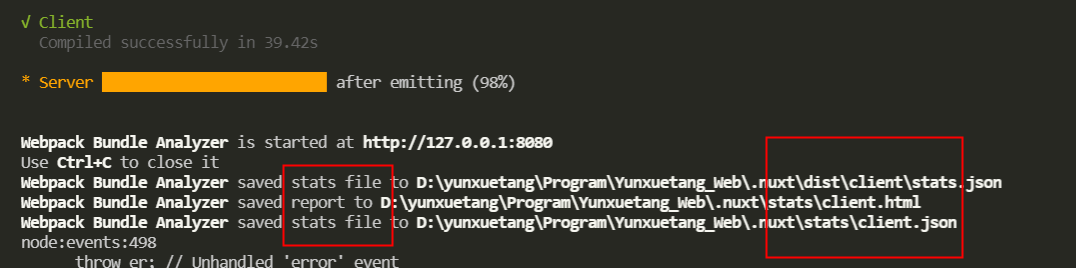 √ Client
Compiled successfully in 39.42s
* Server after emitting (98%)
Webpack Bundle Analyzer is started at http://127.0.0.1:8080
Use Ctrl+C to close it
Webpack Bundle Analyzer saved stats file to D:\yunxuetang\Program\Yunxuetang_Web\.nuxt\dist\client\stats.json
Webpack Bundle Analyzer saved report to D:\yunxuetang\Program\Yunxuetang_Web\.nuxt\stats\client.html
Webpack Bundle Analyzer saved stats file to D:\yunxuetang\Program\Yunxuetang_Web\.nuxt\stats\client.json
node:events:498
throw er; // Unhandled 'error' event